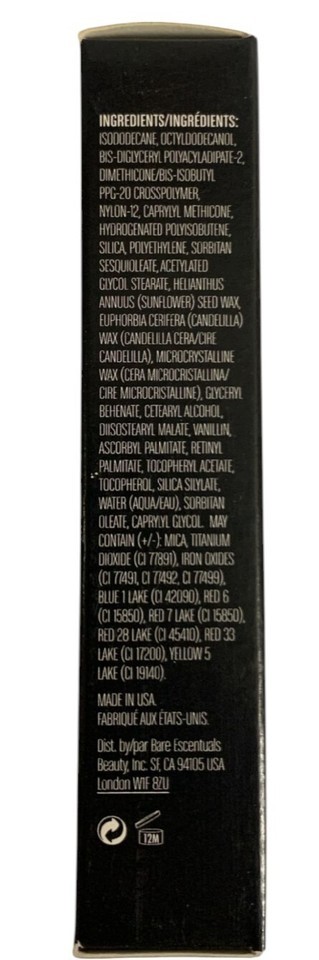 INGREDIENTS/INGRÉDIENTS:
ISODODECANE, OCTYLDODECANOL,
BIS-DIGLYCERYL POLYACYLADIPATE-2,
DIMETHICONE/BIS-ISOBUTYL
PPG-20 CROSSPOLYMER,
NYLON-12, CAPRYLYL METHICONE,
HYDROGENATED POLYISOBUTENE,
SILICA, POLYETHYLENE, SORBITAN
SESQUIOLEATE, ACETYLATED
GLYCOL STEARATE, HELIANTHUS
ANNUUS (SUNFLOWER) SEED WAX,
EUPHORBIA CERIFERA (CANDELILLA)
WAX (CANDELILLA CERA/CIRE
CANDELILLA), MICROCRYSTALLINE
WAX (CERA MICROCRISTALLINA/
CIRE MICROCRISTALLINE), GLYCERYL
BEHENATE, CETEARYL ALCOHOL,
DIISOSTEARYL MALATE, VANILLIN,
ASCORBYL PALMITATE, RETINYL
PALMITATE, TOCOPHERYL ACETATE,
TOCOPHEROL, SILICA SILYLATE,
WATER (AQUA/EAU), SORBITAN
OLEATE, CAPRYLYL GLYCOL. MAY
CONTAIN (+/-): MICA, TITANIUM
DIOXIDE (CI 77891), IRON OXIDES
(CI 77491, CI 77492, CI 77499),
BLUE 1 LAKE (CI 42090), RED 6
(CI 15850), RED 7 LAKE (CI 15850),
RED 28 LAKE (CI 45410), RED 33
LAKE (CI 17200), YELLOW 5
LAKE (CI 19140).
MADE IN USA.
FABRIQUÉ AUX ÉTATS-UNIS.
Dist. by/par Bare Escentuals
Beauty, Inc. SF, CA 94105 USA
London W1F 8ZU
12M